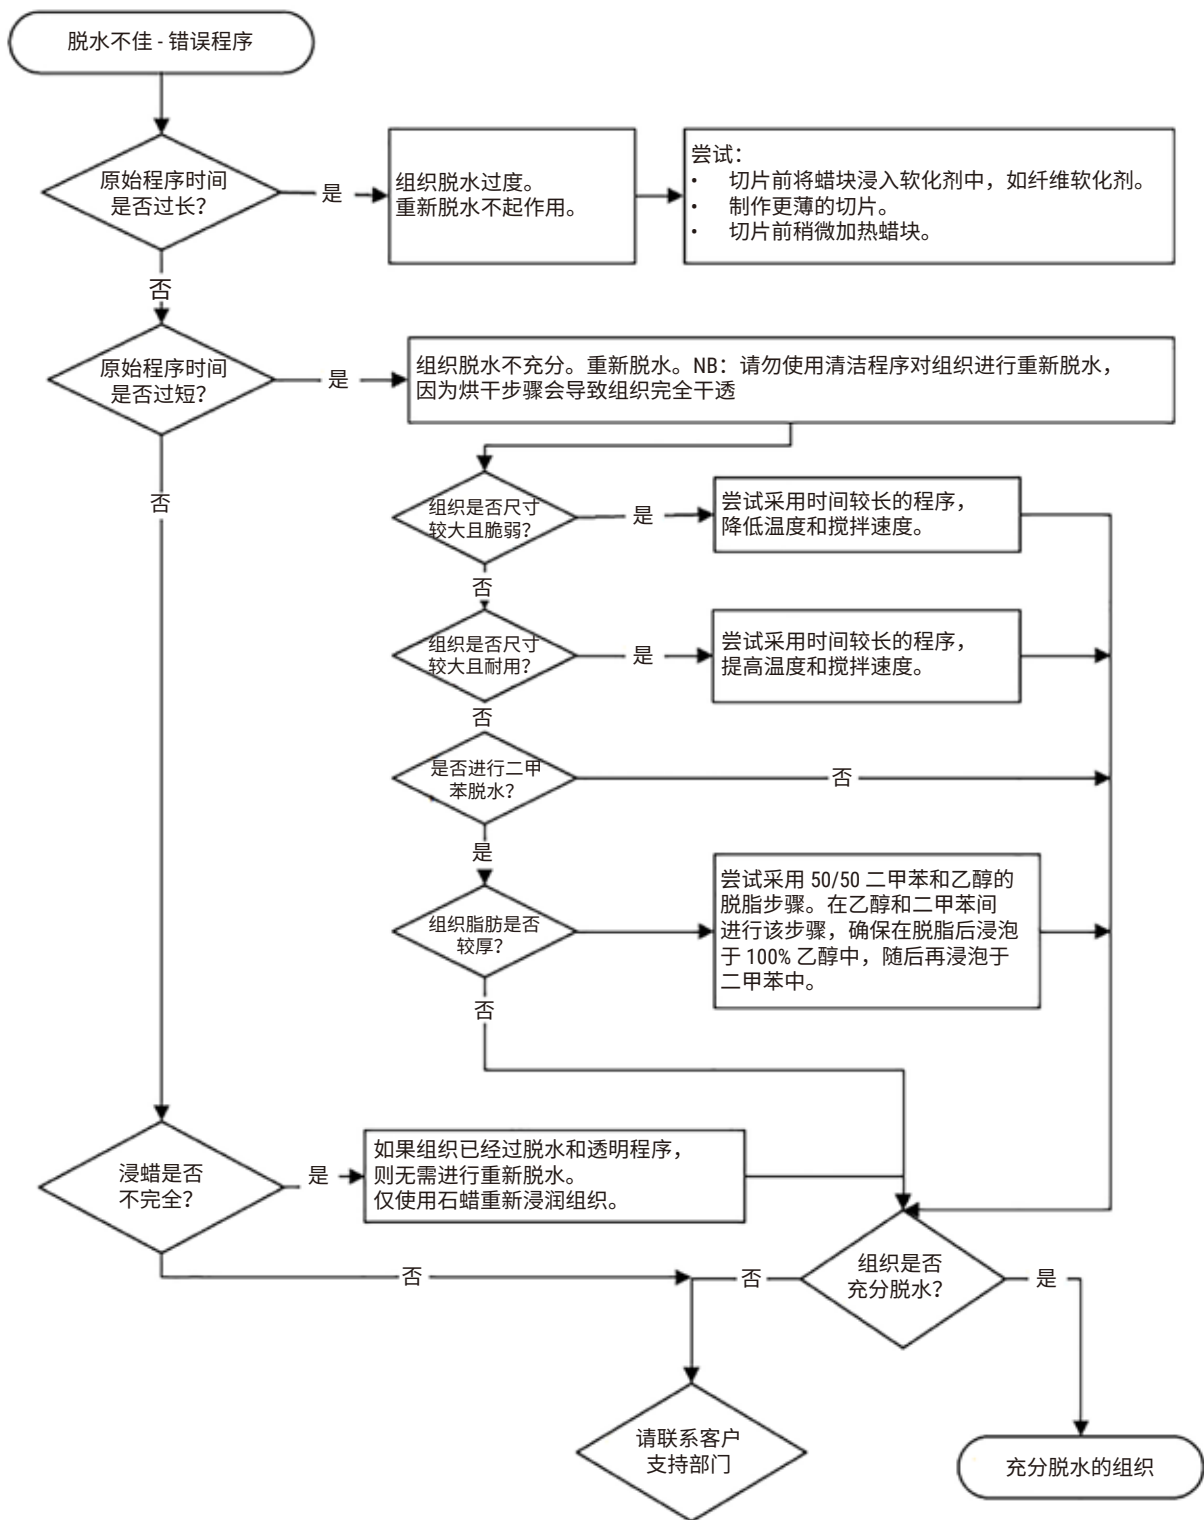 脱水不佳 - 错误程序
原始程序时间
是否过长？
是
组织脱水过度。
重新脱水不起作用。
尝试：
• 切片前将蜡块浸入软化剂中，如纤维软化剂。
• 制作更薄的切片。
• 切片前稍微加热蜡块。
否
原始程序时间
是否过短？
是
组织脱水不充分。重新脱水。NB：请勿使用清洁程序对组织进行重新脱水，
因为烘干步骤会导致组织完全干透
否
组织是否尺寸
较大且脆弱？
是
尝试采用时间较长的程序，
降低温度和搅拌速度。
否
组织是否尺寸
较大且耐用？
是
尝试采用时间较长的程序，
提高温度和搅拌速度。
否
是否进行二甲
苯脱水？
否
是
组织脂肪是否
较厚？
尝试采用 50/50 二甲苯和乙醇的
脱脂步骤。在乙醇和二甲苯间
进行该步骤，确保在脱脂后浸泡
于 100% 乙醇中，随后再浸泡于
二甲苯中。
否
浸蜡是否
不完全？
是
如果组织已经过脱水和透明程序，
则无需进行重新脱水。
仅使用石蜡重新浸润组织。
否
组织是否
充分脱水？
否
是
请联系客户
支持部门
充分脱水的组织